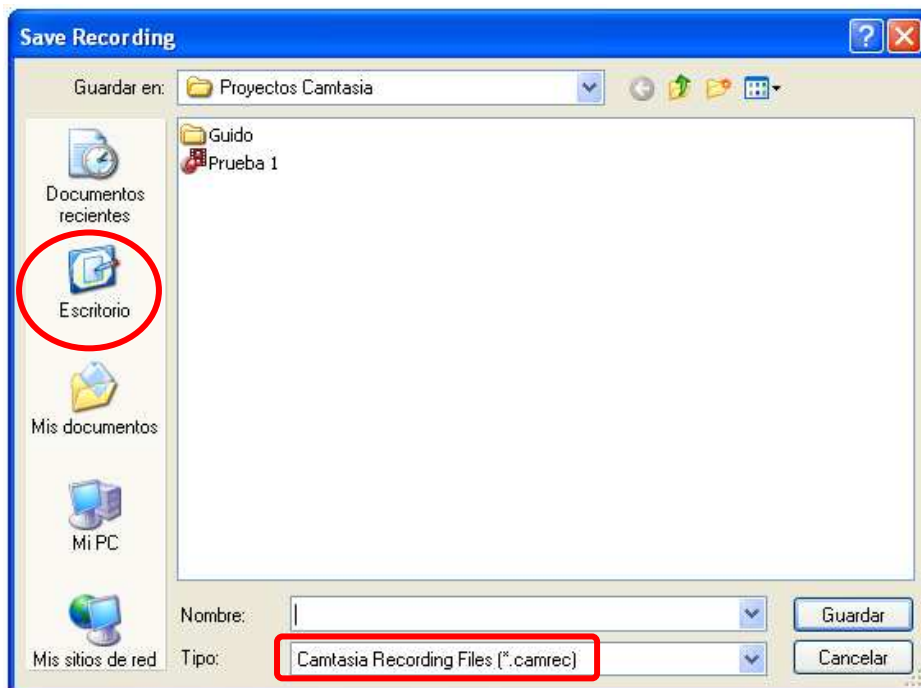 Save Recording
Guardar en:
Proyectos Camtasia
Guido
Prueba 1
Documentos
recientes
Escritorio
Mis documentos
Mi PC
Mis sitios de red
Nombre:
Guardar
Tipo:
Camtasia Recording Files (*.camrec)
Cancelar